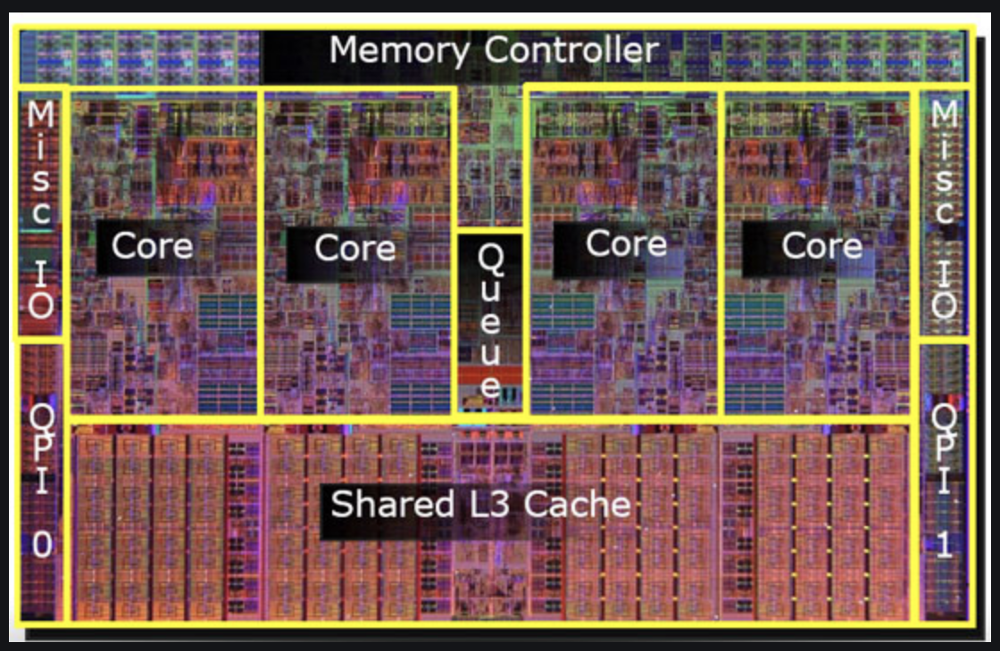 Memory Controller
Misc IO
Core
Core
Queue
Core
Core
Misc IO
QPI 0
Shared L3 Cache
QPI 1